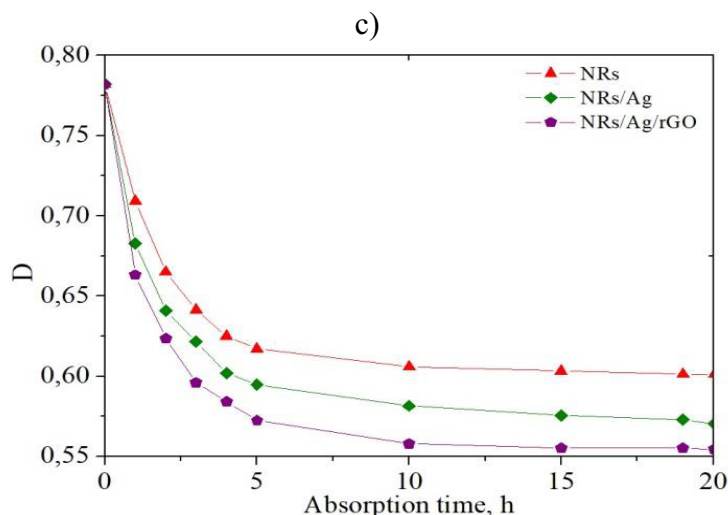 c)
0,80
0,75
0,70
0,65
0,60
0,55
D
NRs
NRs/Ag
NRs/Ag/rGO
0 5 10 15 20
Absorption time, h